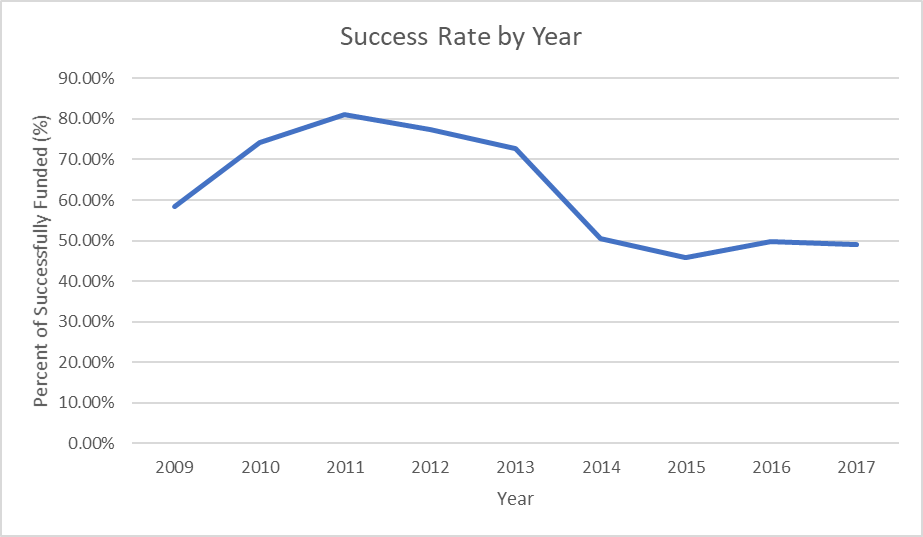 Success Rate by Year
Percent of Successfully Funded (%)
90.00%
80.00%
70.00%
60.00%
50.00%
40.00%
30.00%
20.00%
10.00%
0.00%
2009 2010 2011 2012 2013 2014 2015 2016 2017
Year